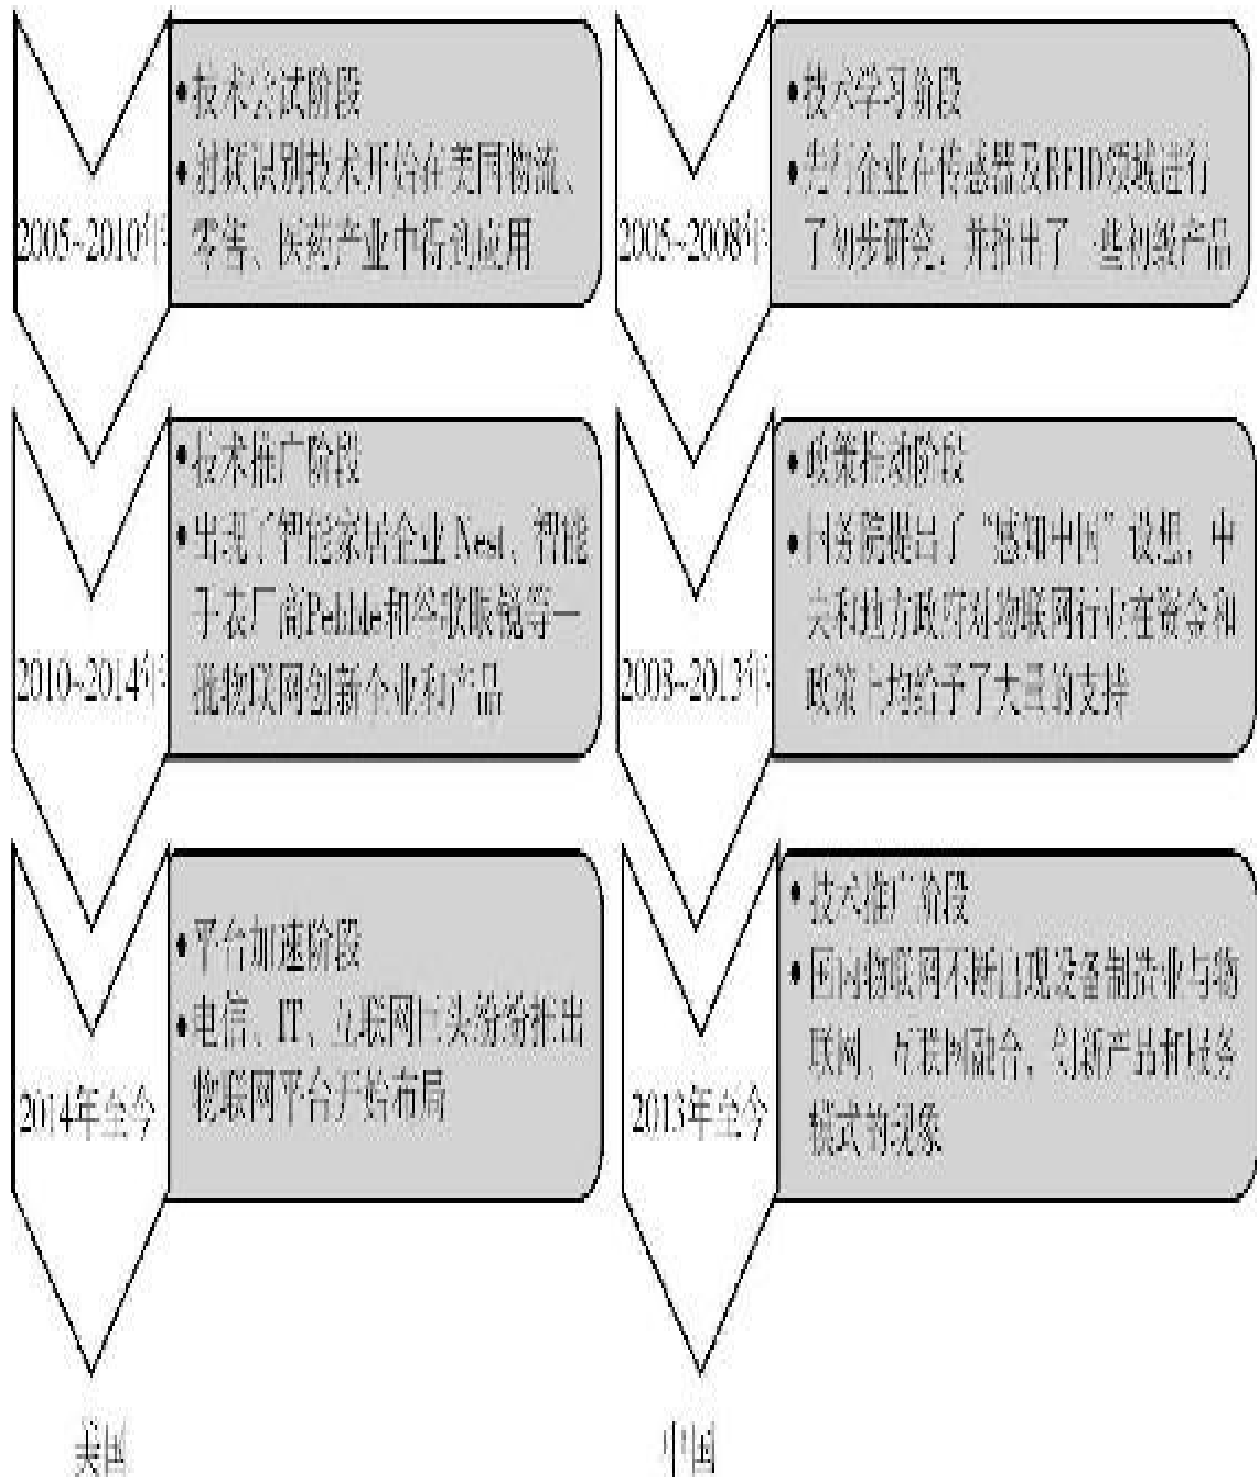 2005~2010年
•技术尝试阶段
•射频识别技术开始在美国物流、
零售、医药产业中得到应用
2010~2014年
•技术推广阶段
•出现了智能家居企业Nest、智能
手表厂商Pebble和谷歌眼镜等一
批物联网创新企业和产品
2014年至今
•平台加速阶段
•电信、IT、互联网巨头纷纷推出
物联网平台开始布局
美国
2005~2008年
•技术学习阶段
•先行企业在传感器及RFID领域进行
了初步研究，并推出了一些初级产品
2008~2013年
•政策推动阶段
•国务院提出了“感知中国”设想，中
央和地方政府对物联网行业在资金和
政策上均给予了大量的支持
2013年至今
•技术推广阶段
•国内物联网不断出现设备制造业与物
联网、互联网融合，创新产品和服务
模式的现象
中国